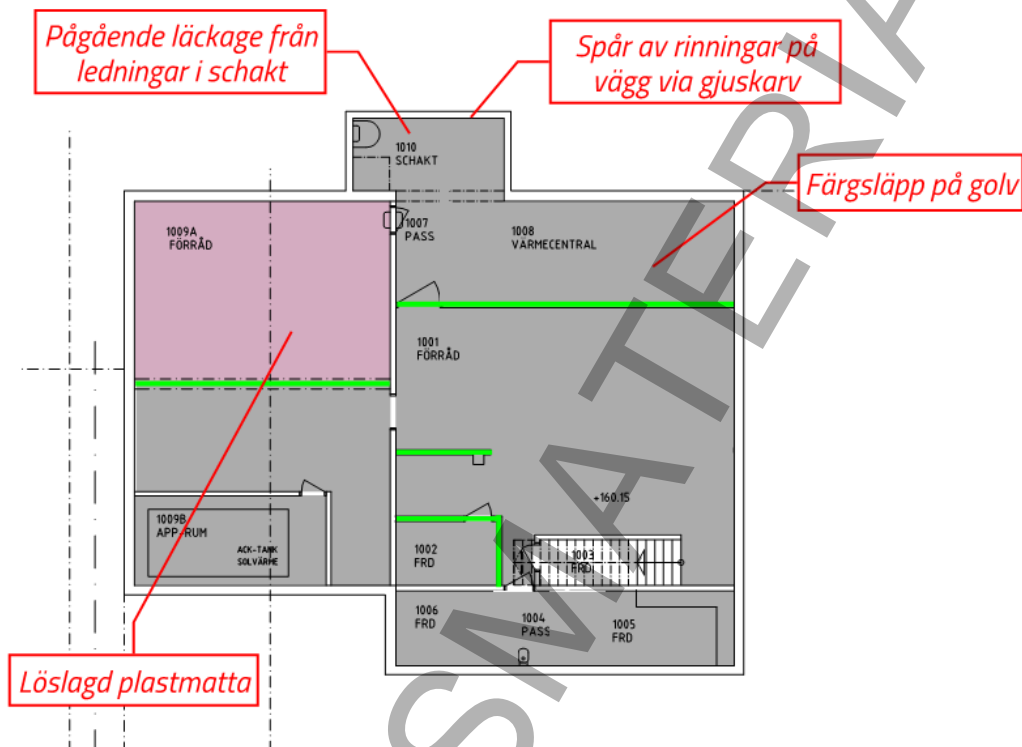 Pågående läckage från
ledningar i schakt
Spår av rinningar på
vägg via gjuskarv
Färgsläpp på golv
1010
SCHAKT
1009A
FÖRRÅD
1007
PASS
1008
VÄRMECENTRAL
1001
FÖRRÅD
+160.15
1009B
APP-RUM
ACK-TANK
SOLVÄRME
1002
FRD
1003
FRD
1006
FRD
1004
PASS
1005
FRD
Löslagd plastmatta
SMATERIA